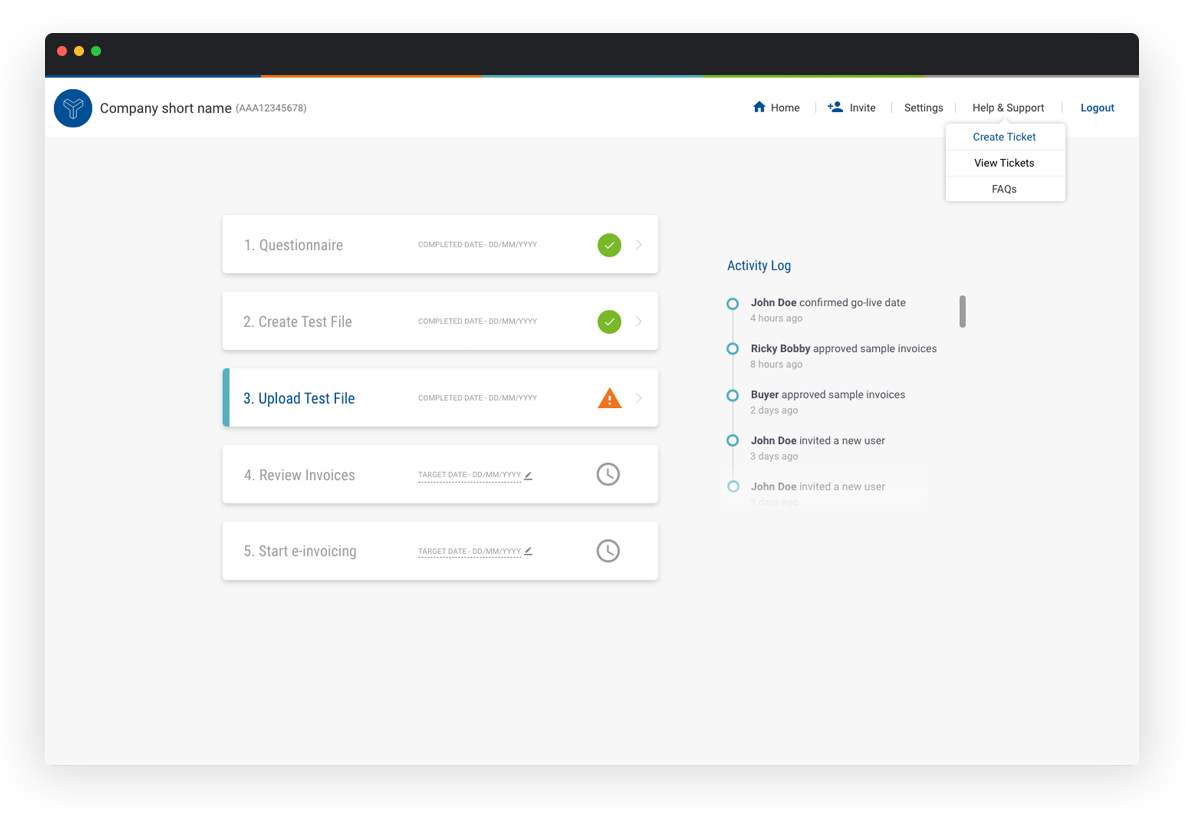 Company short name (AAA12345678)
Home
Invite
Settings
Help & Support
Logout
Create Ticket
View Tickets
FAQs
1. Questionnaire
COMPLETED DATE - DD/MM/YYYY
2. Create Test File
COMPLETED DATE - DD/MM/YYYY
3. Upload Test File
COMPLETED DATE - DD/MM/YYYY
4. Review Invoices
TARGET DATE - DD/MM/YYYY
5. Start e-invoicing
TARGET DATE - DD/MM/YYYY
Activity Log
John Doe confirmed go-live date
4 hours ago
Ricky Bobby approved sample invoices
8 hours ago
Buyer approved sample invoices
2 days ago
John Doe invited a new user
3 days ago
John Doe invited a new user
3 days ago